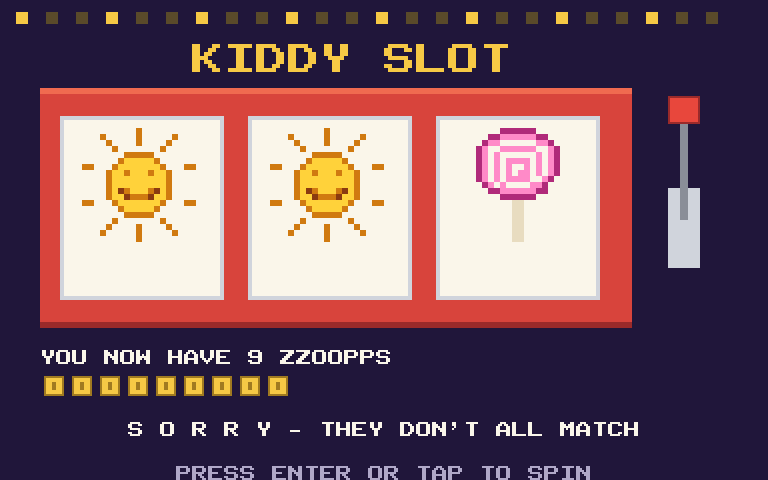 KIDDY SLOT
YOU NOW HAVE 9 ZZOOPPS
S O R R Y - THEY DON'T ALL MATCH
PRESS ENTER OR TAP TO SPIN